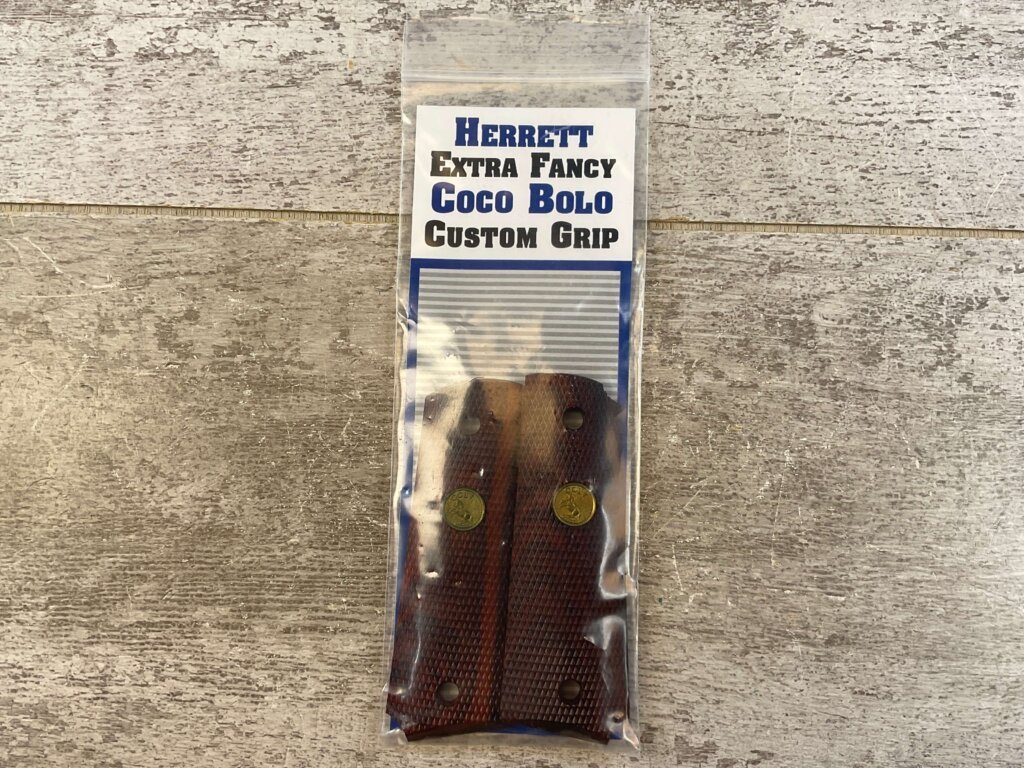 Herrett
Extra Fancy
Coco Bolo
Custom Grip